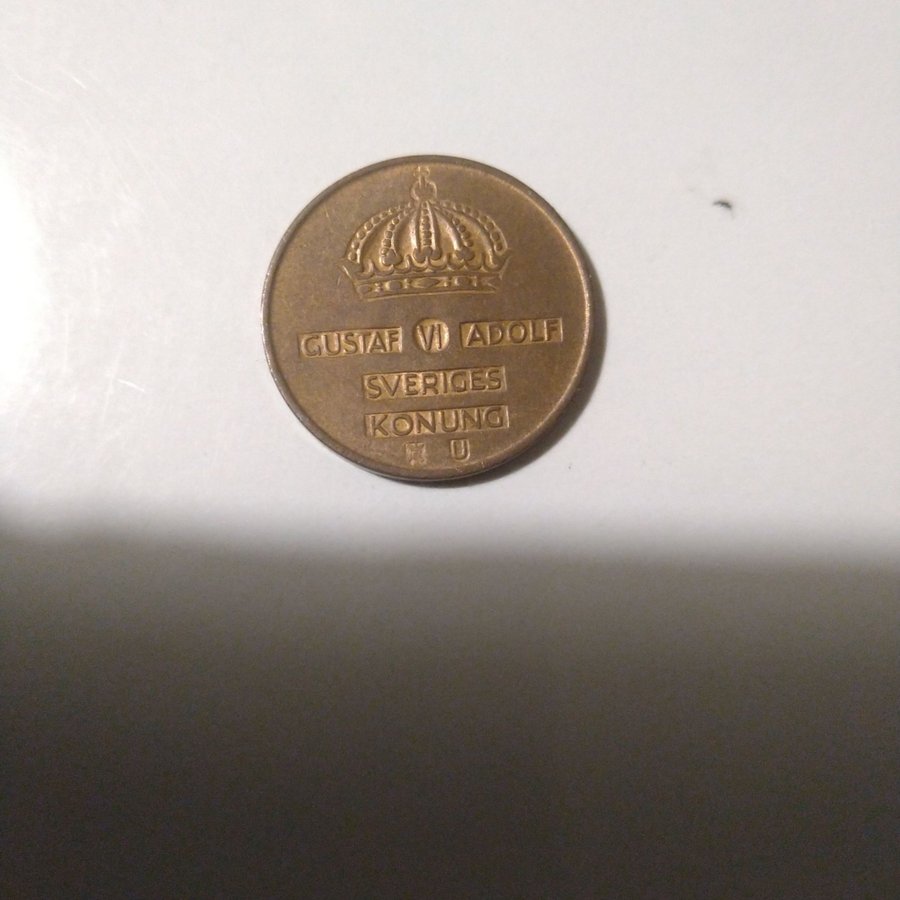 GUSTAF VI ADOLF
SVERIGES
KONUNG
U